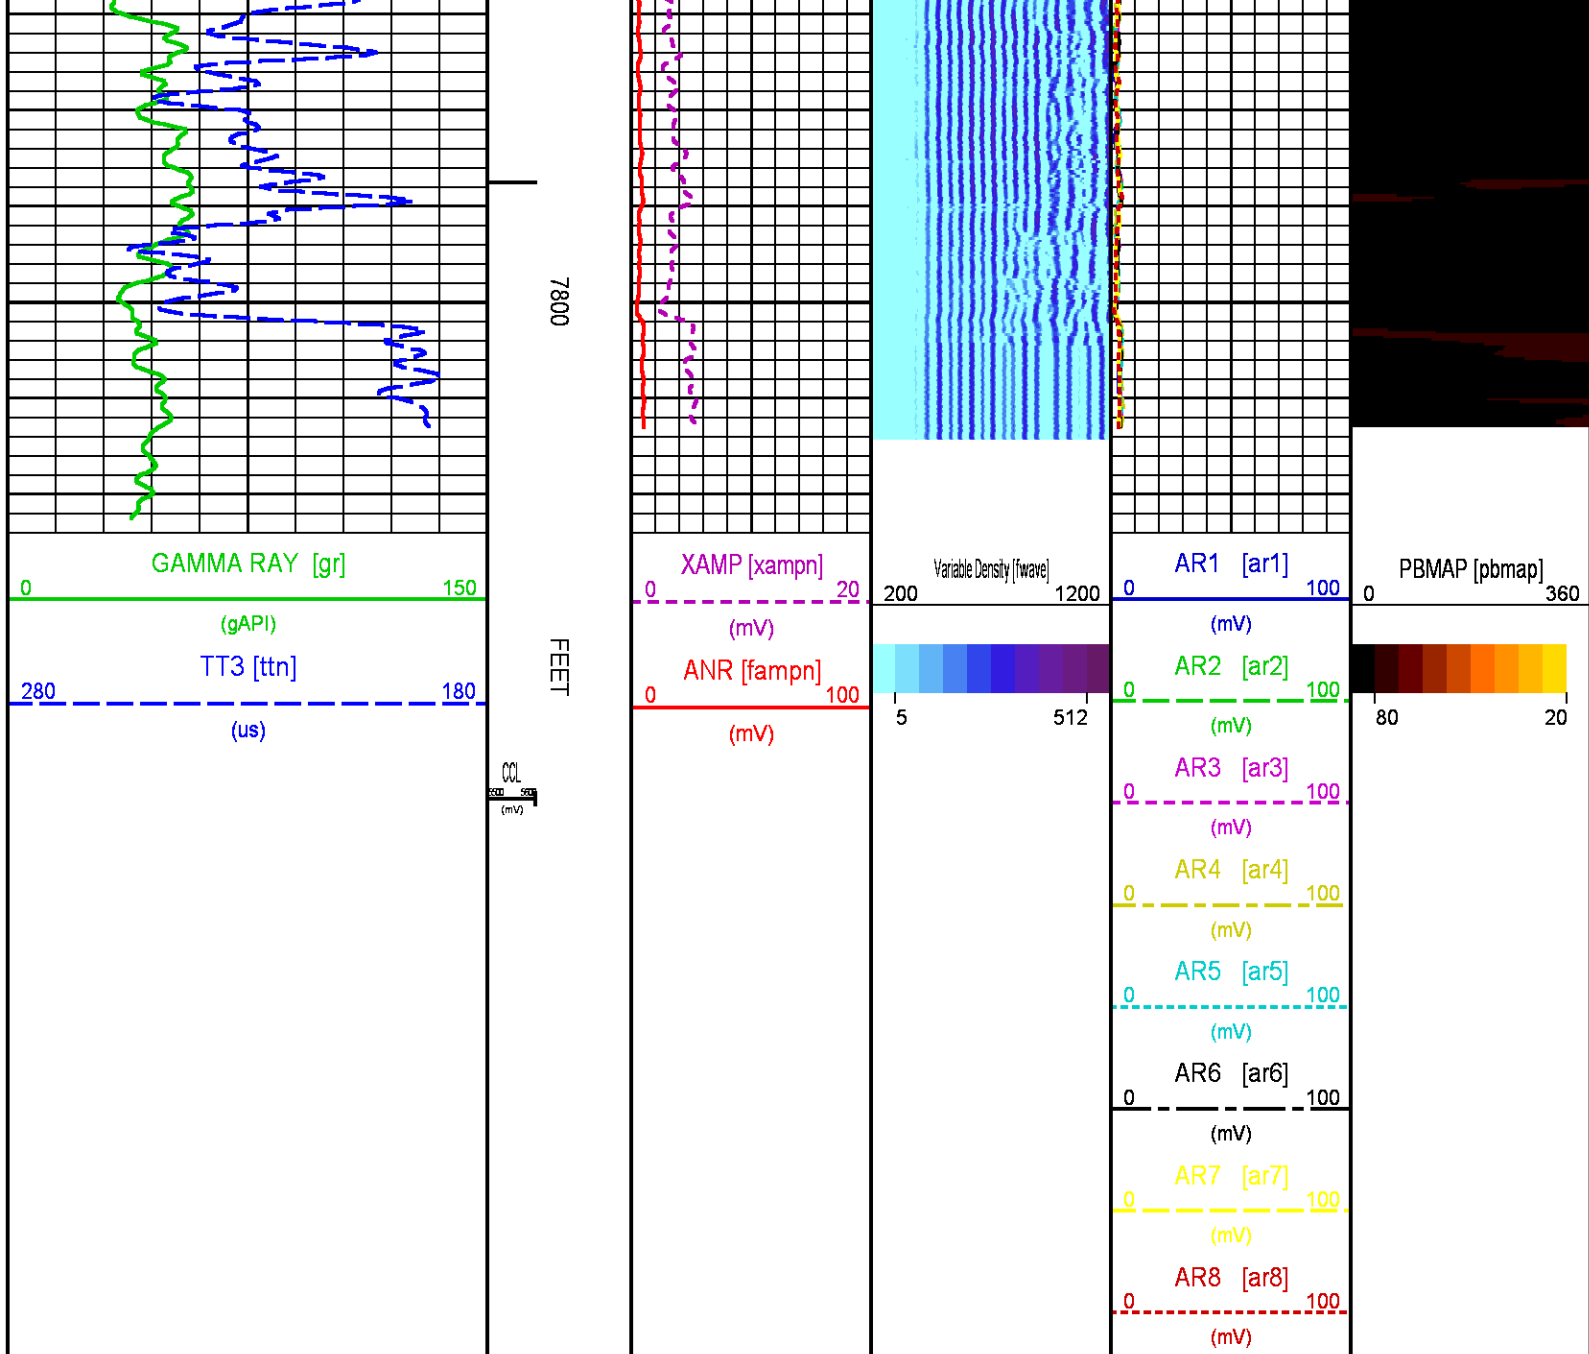 7800
FEET
GAMMA RAY [gr]
0 150
(gAPI)
TT3 [ttn]
280 180
(us)
CCL
(mV)
XAMP [xampn]
0 20
(mV)
ANR [fampn]
0 100
(mV)
Variable Density [fwave]
200 1200
5 512
AR1 [ar1]
0 100
(mV)
AR2 [ar2]
0 100
(mV)
AR3 [ar3]
0 100
(mV)
AR4 [ar4]
0 100
(mV)
AR5 [ar5]
0 100
(mV)
AR6 [ar6]
0 100
(mV)
AR7 [ar7]
0 100
(mV)
AR8 [ar8]
0 100
(mV)
PBMAP [pbmap]
0 360
80 20